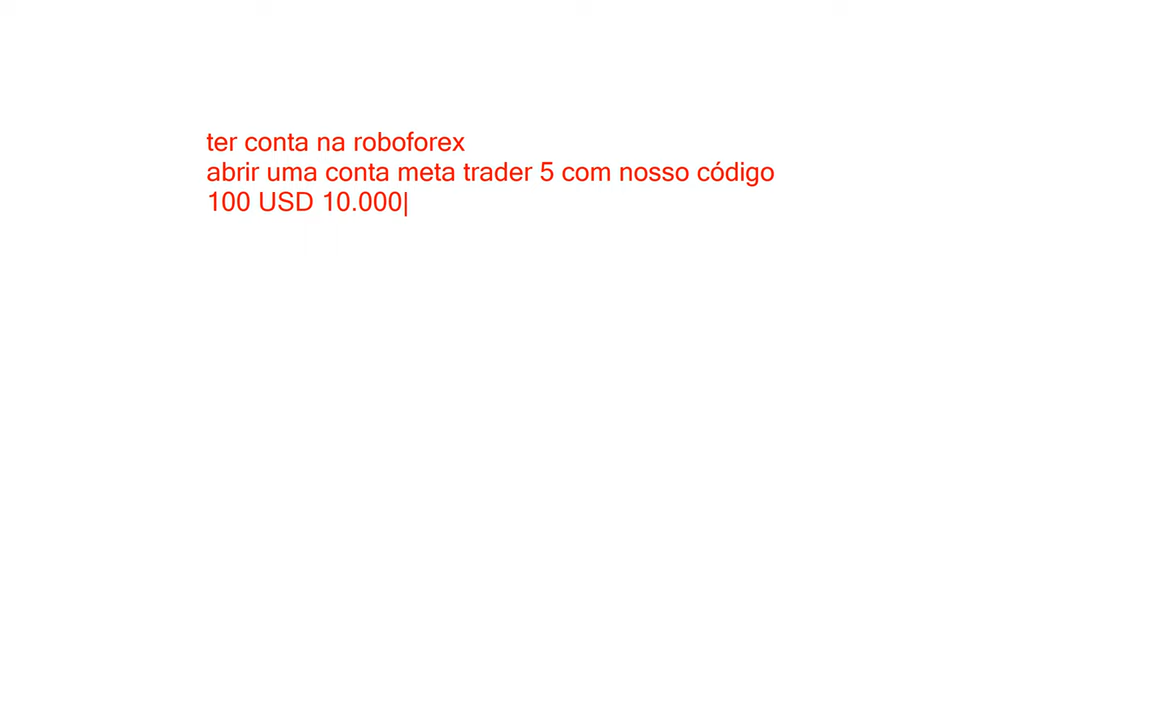 ter conta na roboforex
abrir uma conta meta trader 5 com nosso código
100 USD 10.000